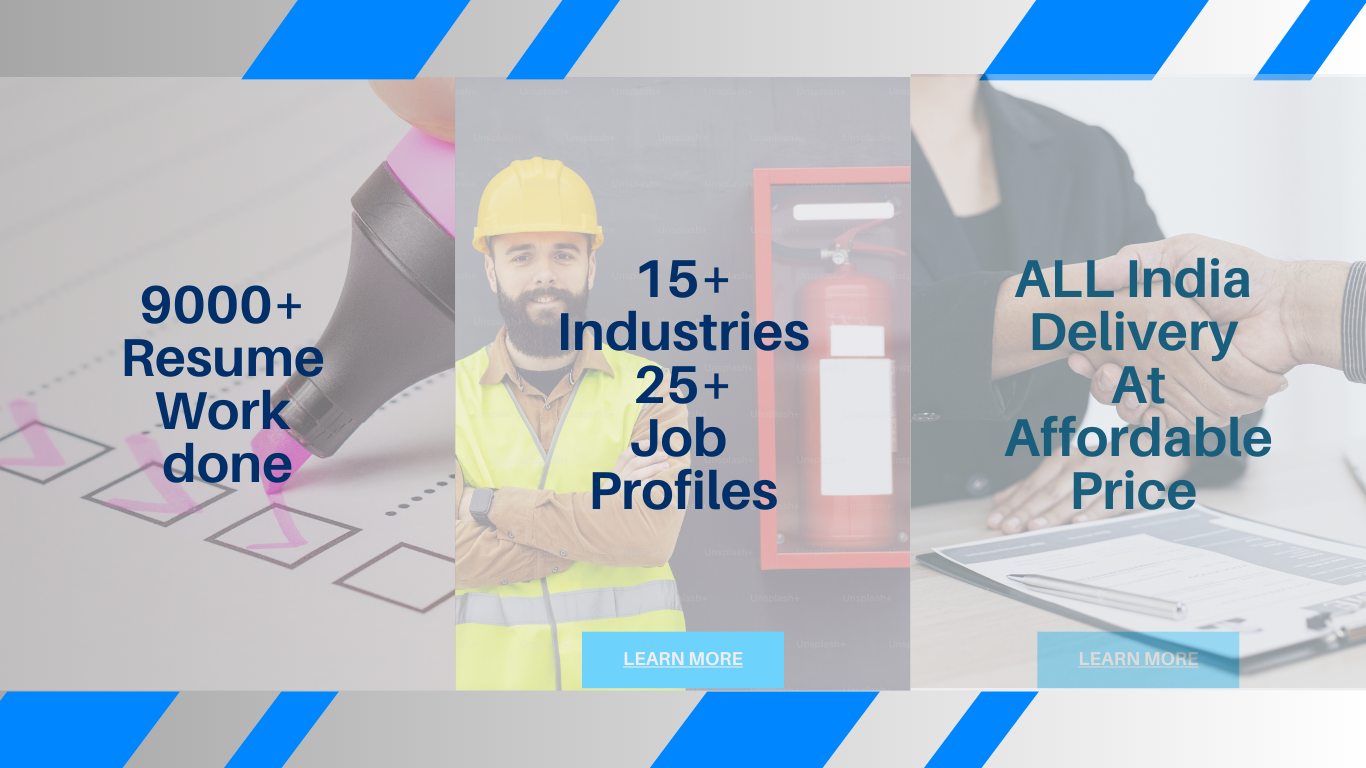 9000+
Resume
Work
done
15+
Industries
25+
Job
Profiles
LEARN MORE
ALL India
Delivery
At
Affordable
Price
LEARN MORE
Unsplash+